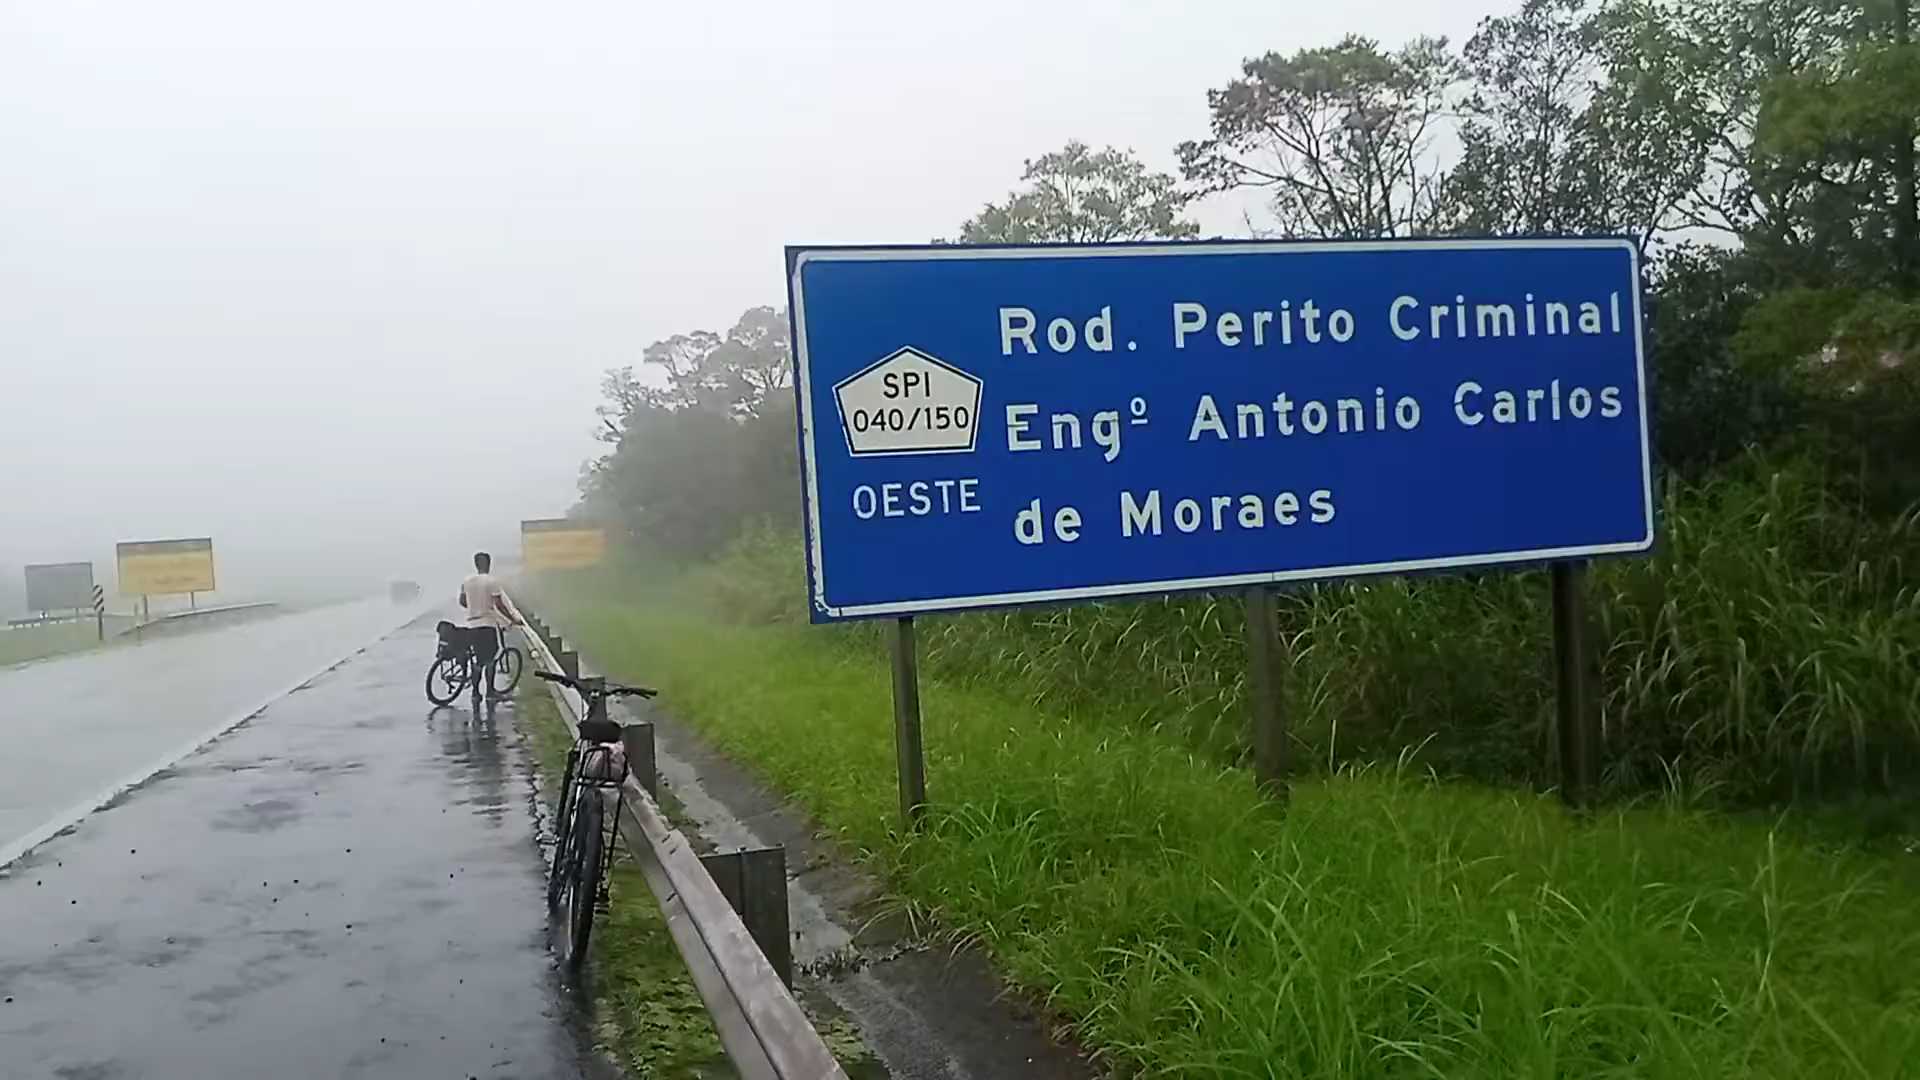 Rod. Perito Criminal
Engº Antonio Carlos
de Moraes
SPI
040/150
OESTE